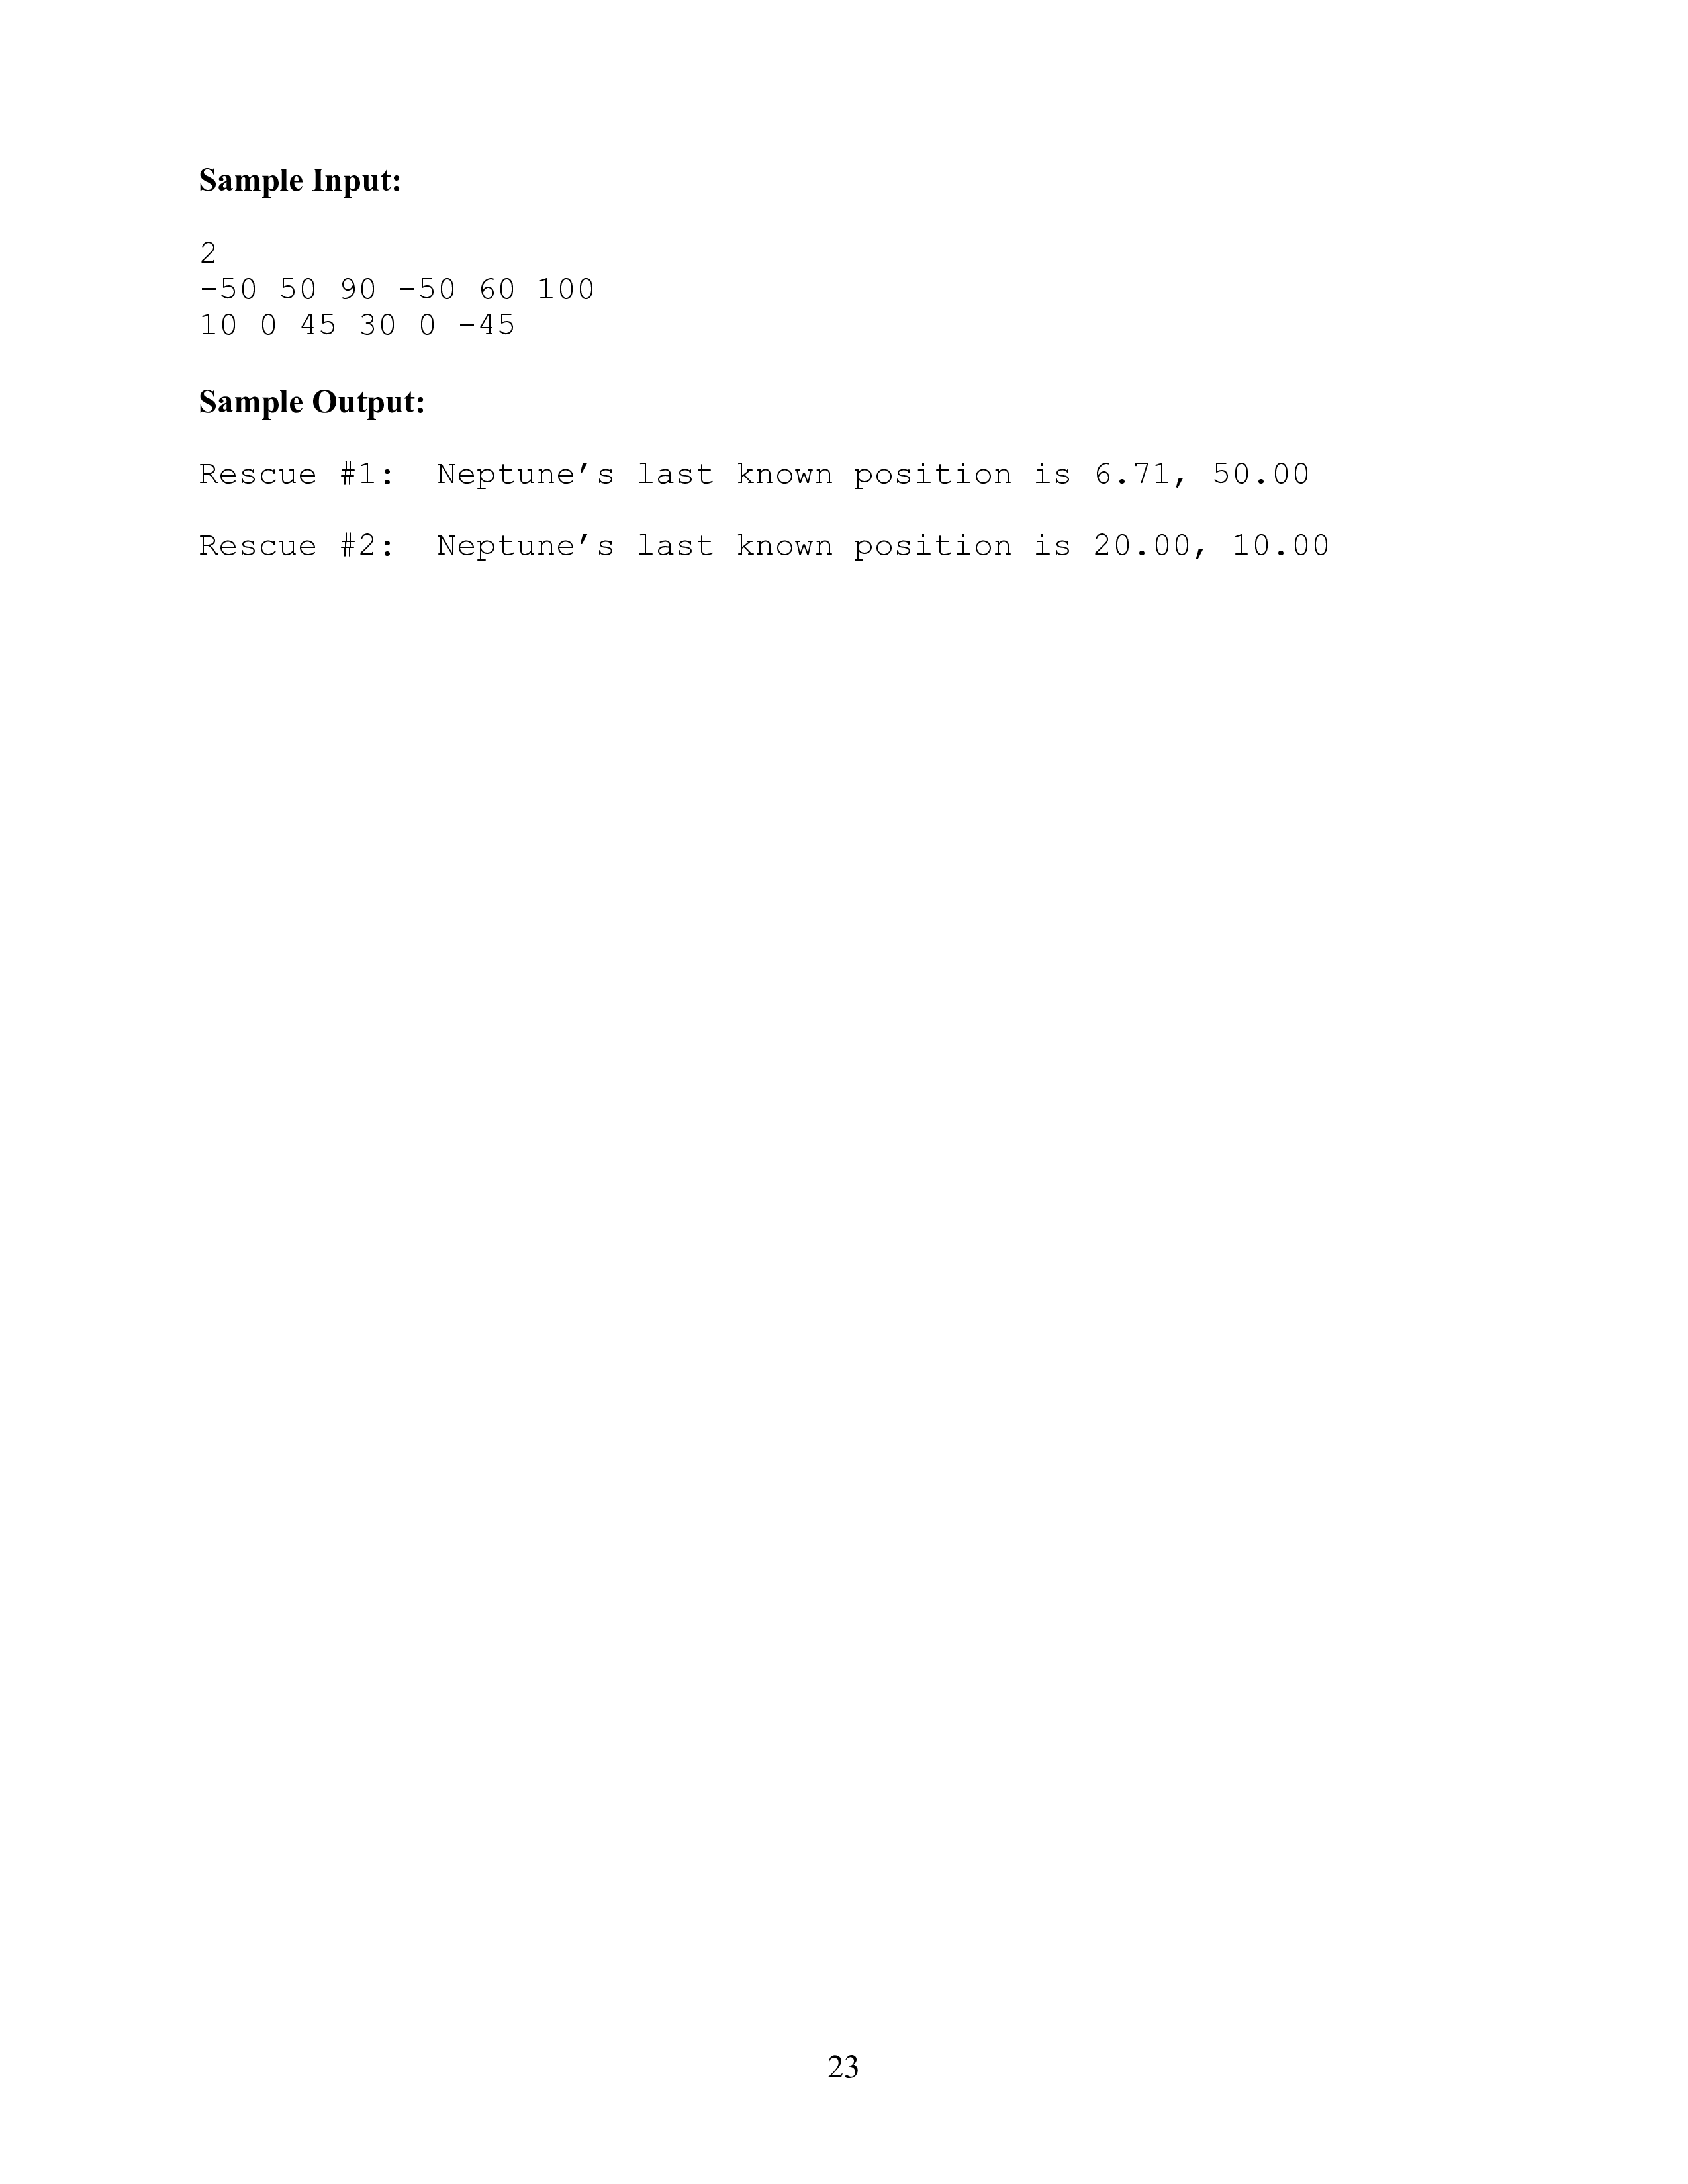 Sample Input:
2
-50 50 90 -50 60 100
10 0 45 30 0 -45
Sample Output:
Rescue #1:  Neptune’s last known position is 6.71, 50.00
Rescue #2:  Neptune’s last known position is 20.00, 10.00
23